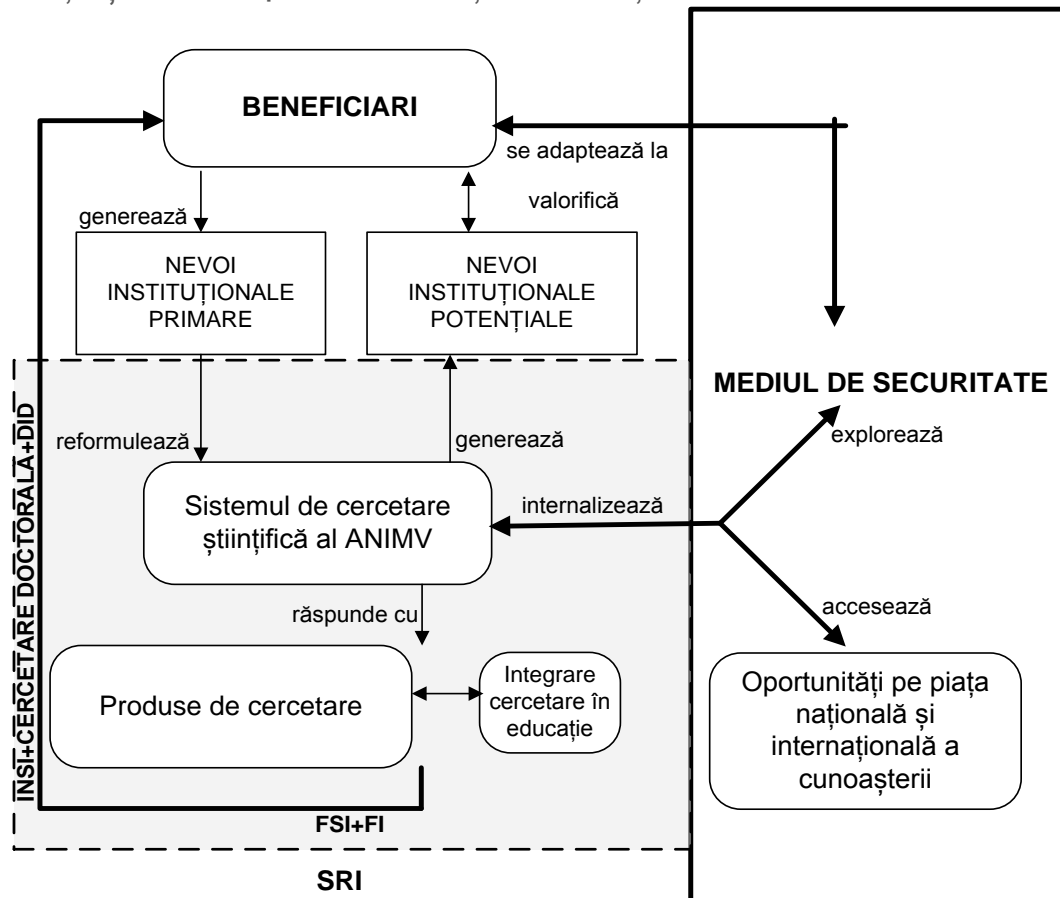 BENEFICIARI
se adaptează la
generează
valorifică
NEVOI
INSTITUȚIONALE
PRIMARE
NEVOI
INSTITUȚIONALE
POTENȚIALE
MEDIUL DE SECURITATE
reformulează
generează
explorează
Sistemul de cercetare
științifică al ANIMV
internalizează
răspunde cu
accesează
Produse de cercetare
Integrare
cercetare în
educație
Oportunități pe piața
națională și
internațională a
cunoașterii
INSI+CERCETARE DOCTORALĂ+DID
FSI+FI
SRI